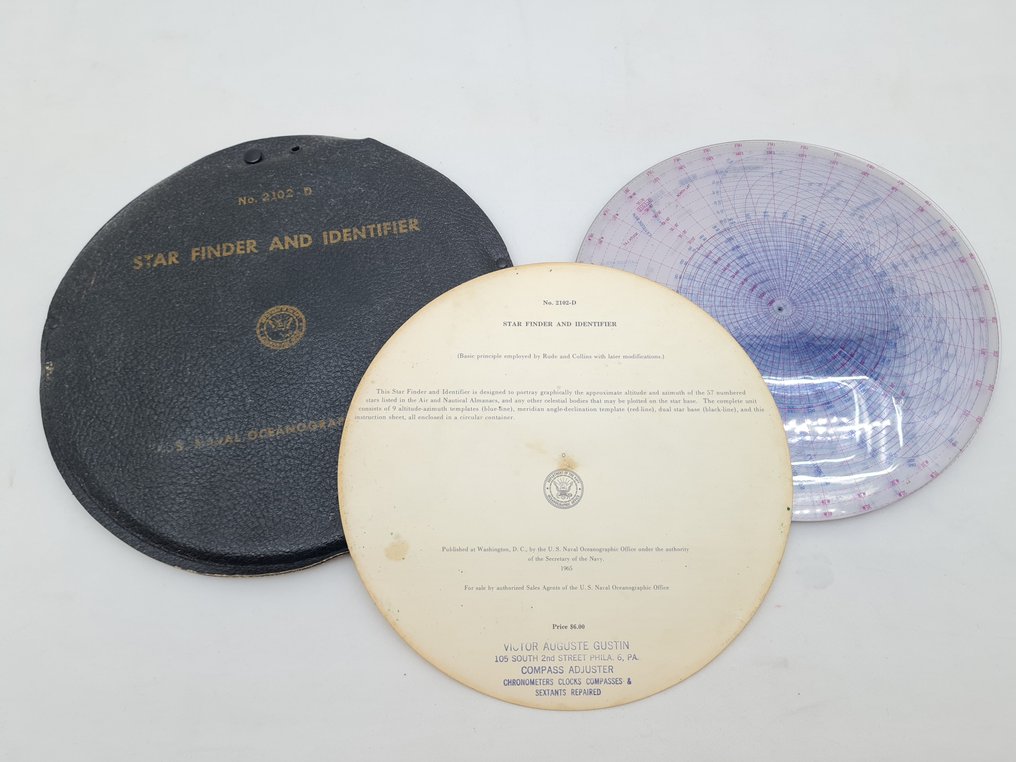 No. 2102-D
STAR FINDER AND IDENTIFIER
U.S. NAVAL OCEANOGRA
No. 2102-D
STAR FINDER AND IDENTIFIER
(Basic principle employed by Rude and Collins with later modifications.)
This Star Finder and Identifier is designed to portray graphically the approximate altitude and azimuth of the 57 numbered
stars listed in the Air and Nautical Almanacs, and any other celestial bodies that may be plotted on the star base. The complete unit
consists of 9 altitude-azimuth templates (blue-line), meridian angle-declination template (red-line), dual star base (black-line), and this
instruction sheet, all enclosed in a circular container.
Published at Washington, D. C., by the U. S. Naval Oceanographic Office under the authority
of the Secretary of the Navy.
1965
For sale by authorized Sales Agents of the U. S. Naval Oceanographic Office
Price $6.00
VICTOR AUGUSTE GUSTIN
105 SOUTH 2nd STREET PHILA. 6, PA.
COMPASS ADJUSTER
CHRONOMETERS CLOCKS COMPASSES &
SEXTANTS REPAIRED